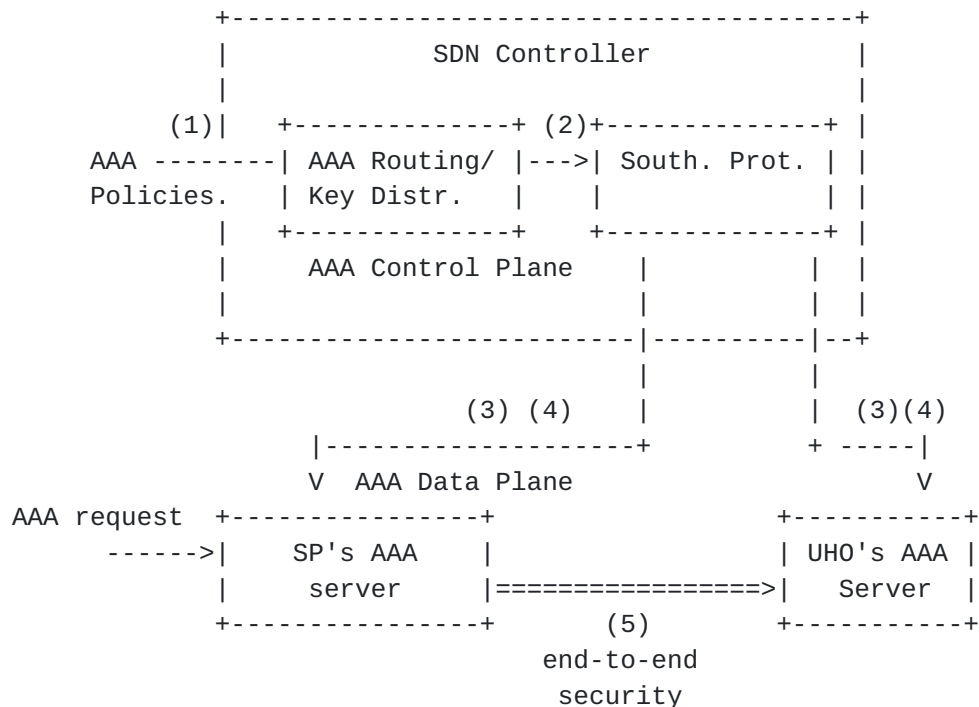 +---------------------------------------+
|             SDN Controller             |
|                                        |
(1)|   +--------------+ (2)+--------------+ |
AAA --------| AAA Routing/ |--->| South. Prot. | |
Policies.   | Key Distr.   |    |              | |
|   +--------------+    +--------------+ |
|     AAA Control Plane    |          |  |
|                          |          |  |
+--------------------------|----------|--+
|          |
(3) (4)    |          |  (3)(4)
|--------------------+          + -----|
V  AAA Data Plane                      V
AAA request  +----------------+                  +-----------+
------>|    SP's AAA    |                  | UHO's AAA |
|     server     |=================>|   Server  |
+----------------+       (5)        +-----------+
end-to-end
security